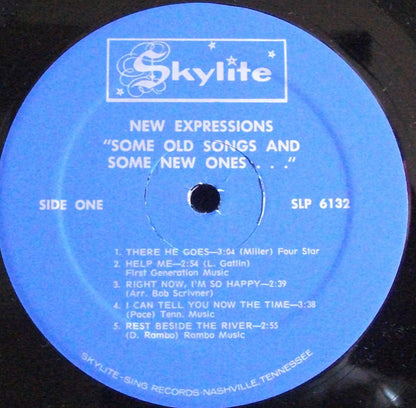 Skylite
NEW EXPRESSIONS
"SOME OLD SONGS AND
SOME NEW ONES . . ."
SIDE ONE
SLP 6132
1. THERE HE GOES—3:04 (Miller) Four Star
2. HELP ME—2:54 (L. Gatlin)
First Generation Music
3. RIGHT NOW, I'M SO HAPPY—2:39
(Arr. Bob Scrivner)
4. I CAN TELL YOU NOW THE TIME—3:38
(Pace) Tenn. Music
5. REST BESIDE THE RIVER—2:55
(D. Rambo) Rambo Music
SKYLITE-SING RECORDS-NASHVILLE, TENNESSEE